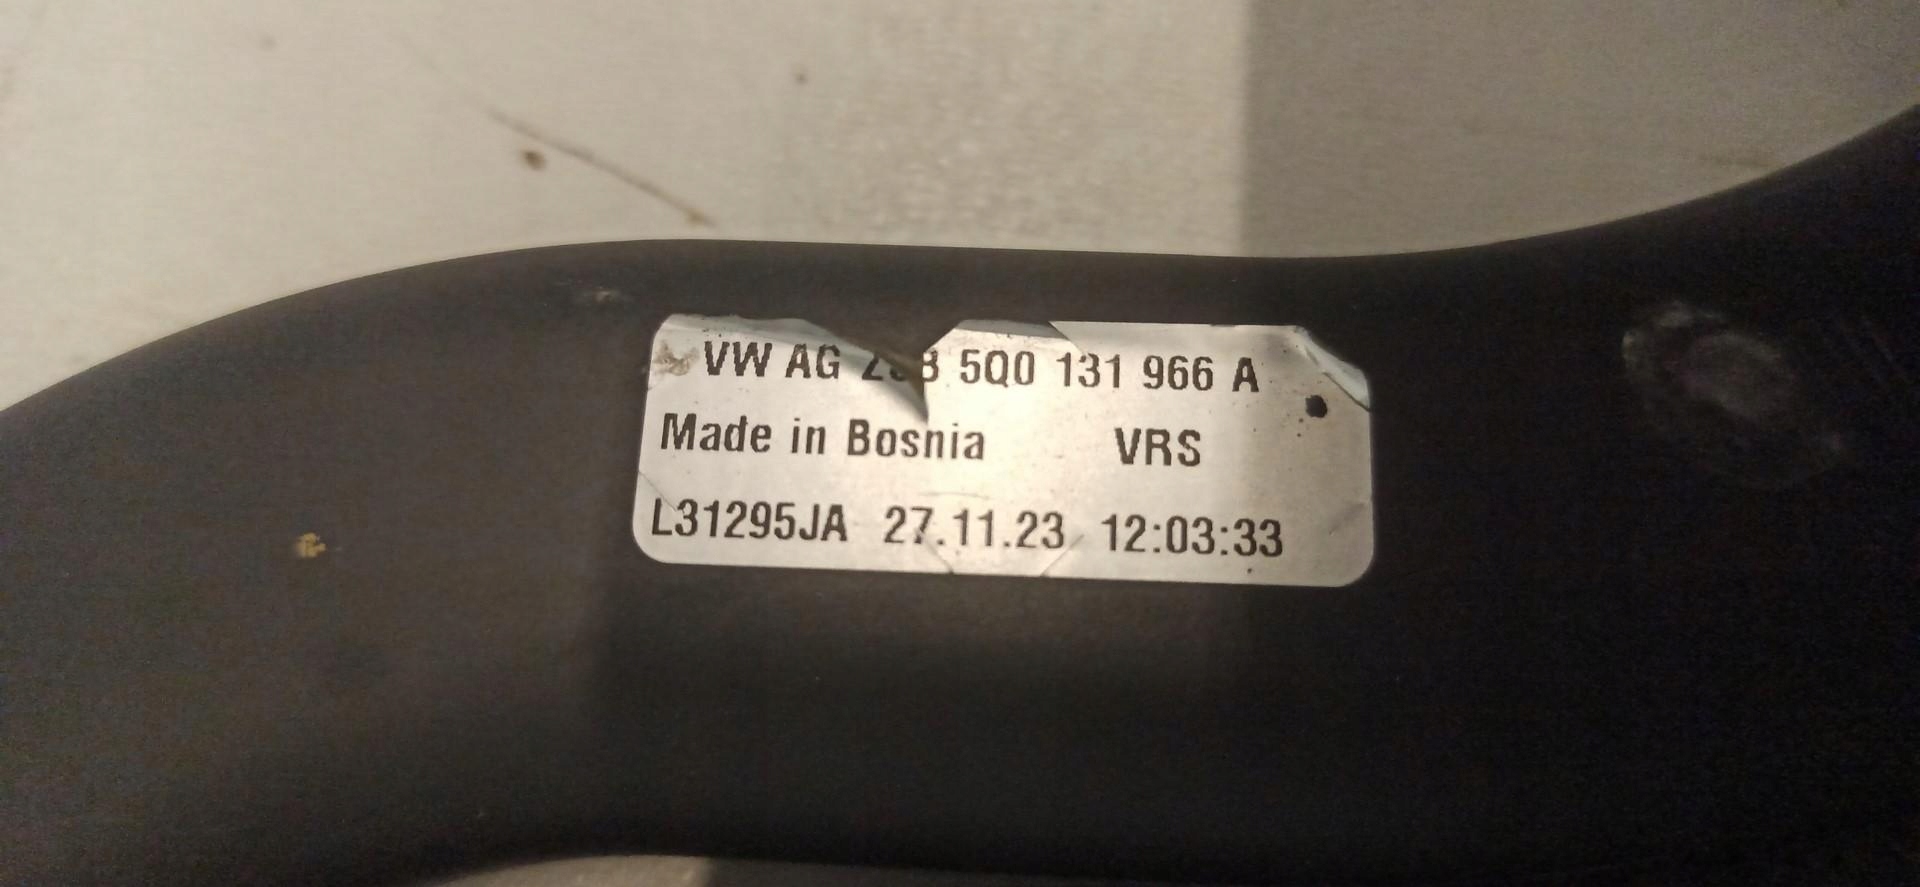 VW AG 5Q0 131 966 A
Made in Bosnia VRS
L31295JA 27.11.23 12:03:33